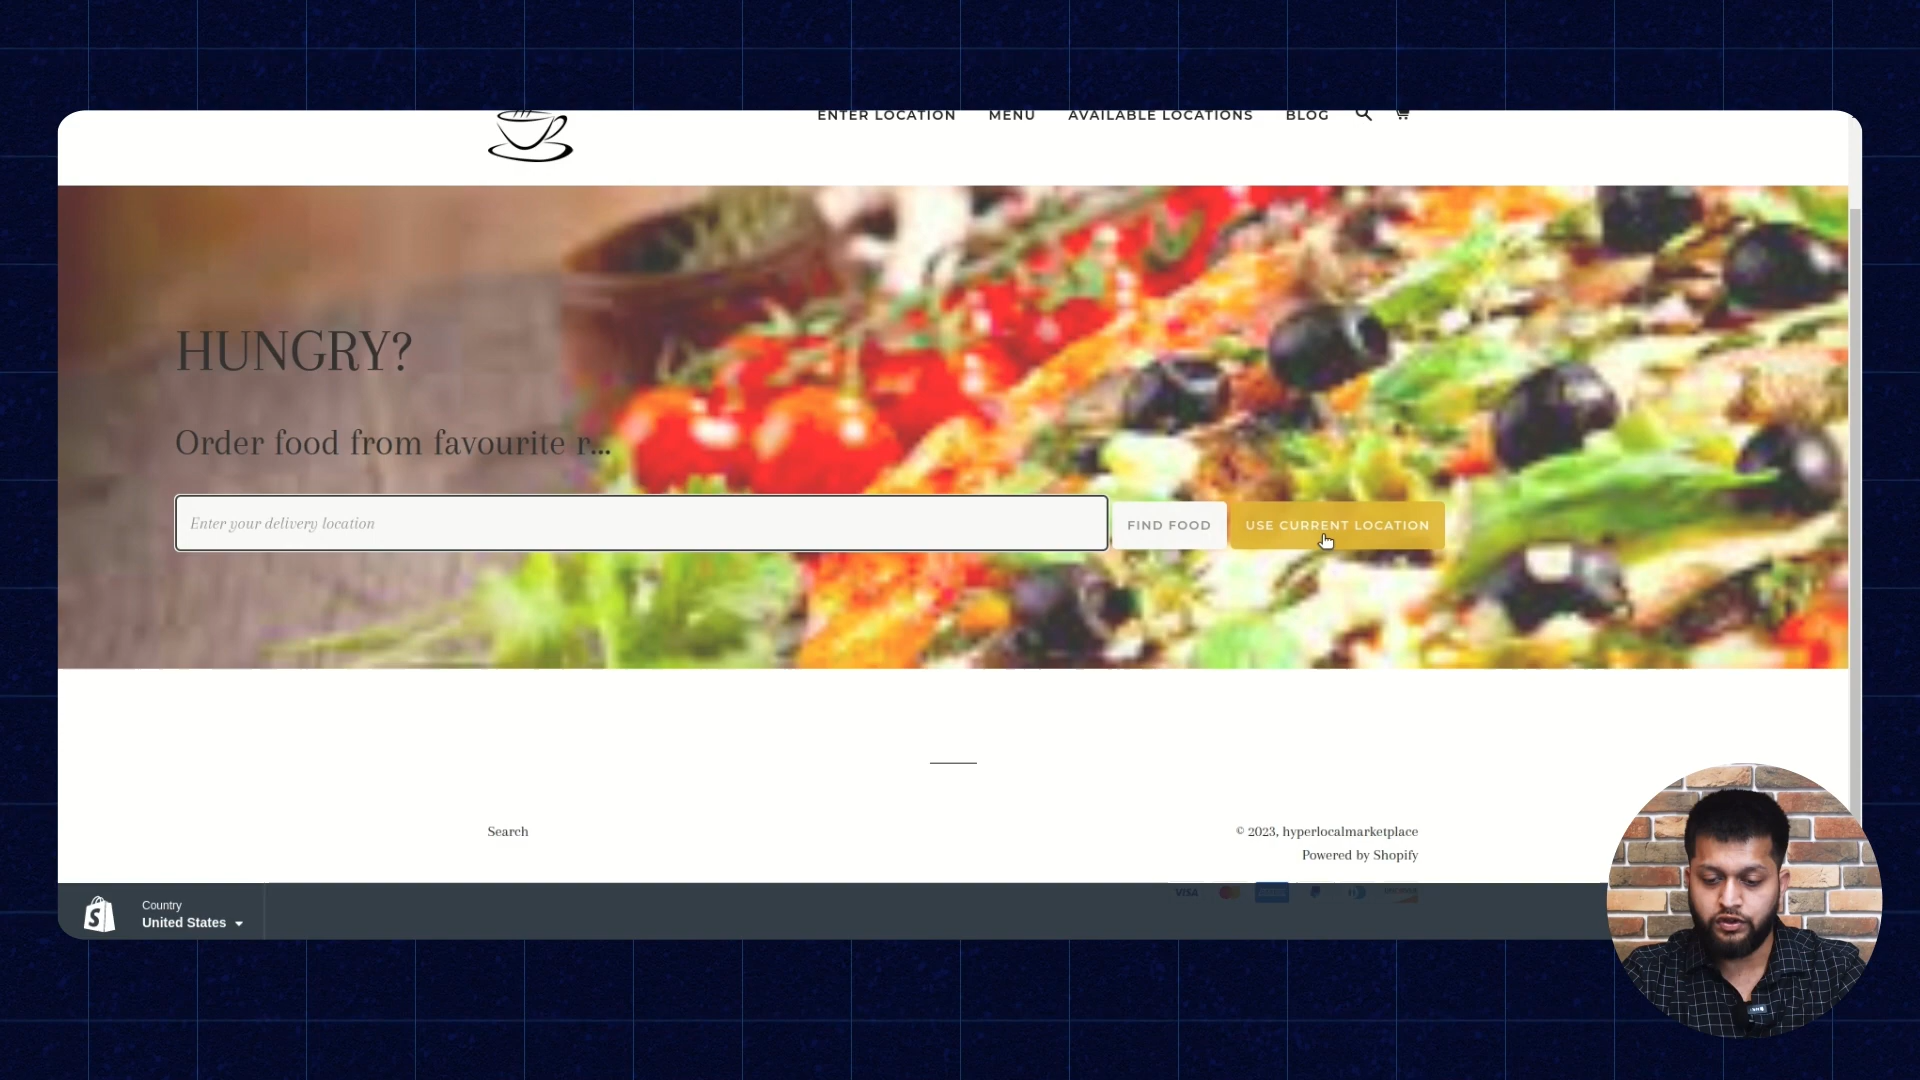 ENTER LOCATION MENU AVAILABLE LOCATIONS BLOG
HUNGRY?
Order food from favourite r...
Enter your delivery location
FIND FOOD
USE CURRENT LOCATION
Search
© 2023, hyperlocalmarketplace
Powered by Shopify
VISA
Country
United States